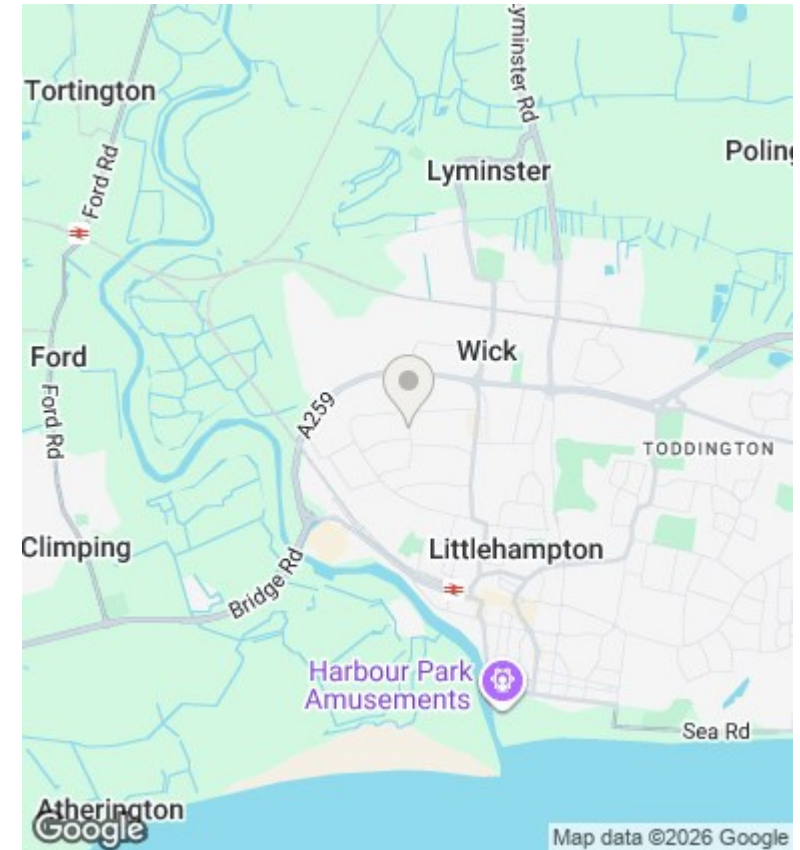 Tortington
Ford Rd
Lyminster Rd
Lyminster
Poling
Ford
Ford Rd
Wick
A259
TODDINGTON
Climping
Bridge Rd
Littlehampton
Harbour Park
Amusements
Sea Rd
Atherington
Google
Map data ©2026 Google